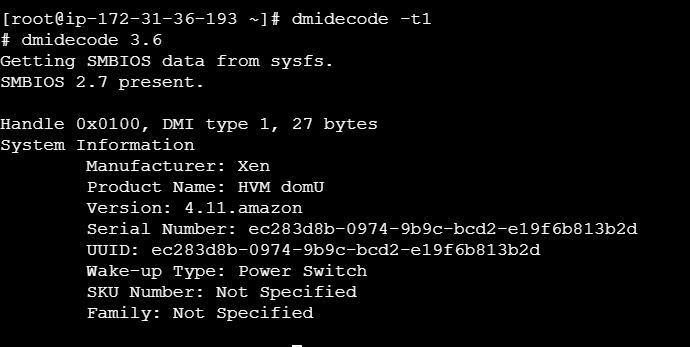 [root@ip-172-31-36-193 ~]# dmidecode -t1
# dmidecode 3.6
Getting SMBIOS data from sysfs.
SMBIOS 2.7 present.

Handle 0x0100, DMI type 1, 27 bytes
System Information
        Manufacturer: Xen
        Product Name: HVM domU
        Version: 4.11.amazon
        Serial Number: ec283d8b-0974-9b9c-bcd2-e19f6b813b2d
        UUID: ec283d8b-0974-9b9c-bcd2-e19f6b813b2d
        Wake-up Type: Power Switch
        SKU Number: Not Specified
        Family: Not Specified